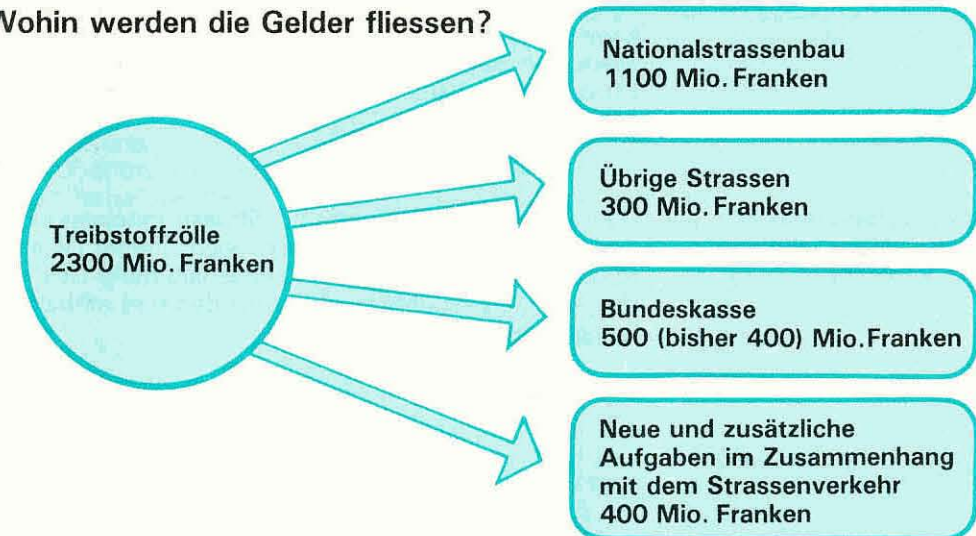 Wohin werden die Gelder fliessen?
Treibstoffzölle
2300 Mio. Franken
Nationalstrassenbau
1100 Mio. Franken
Übrige Strassen
300 Mio. Franken
Bundeskasse
500 (bisher 400) Mio. Franken
Neue und zusätzliche
Aufgaben im Zusammenhang
mit dem Strassenverkehr
400 Mio. Franken